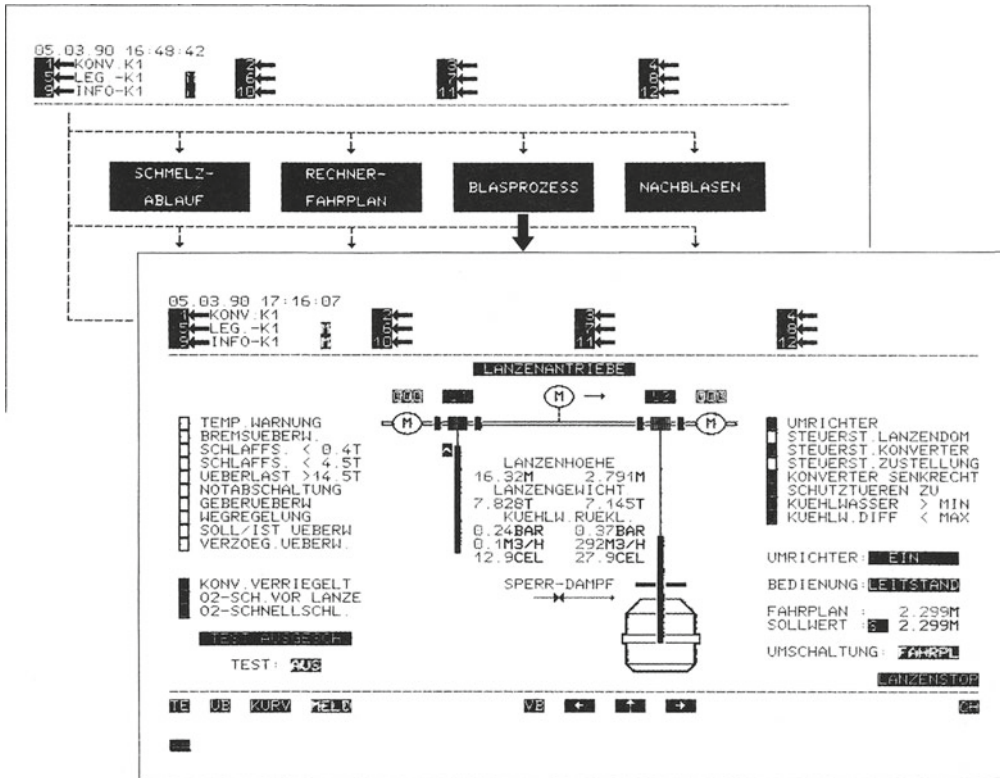 05.03.90 16:48:42
1 KONV.K1 2 3 4
5 LEG.-K1 6 7 8
9 INFO-K1 10 11 12
SCHMELZ-
ABLAUF
RECHNER-
FAHRPLAN
BLASPROZESS
NACHBLASEN
05.03.90 17:16:07
1 KONV.K1 2 3 4
5 LEG.-K1 6 7 8
9 INFO-K1 M 10 11 12
LANZENANTRIEBE
L1 M L2
M M
TEMP.WARNUNG
BREMSUEBERW.
SCHLAFFS. < 0.4T
SCHLAFFS. < 4.5T
UEBERLAST >14.5T
NOTABSCHALTUNG
GEBERUEBERW
WEGREGELUNG
SOLL/IST UEBERW
VERZOEG.UEBERW.
KONV.VERRIEGELT
O2-SCH.VOR LANZE
O2-SCHNELLSCHL.
TEST AUSGESCH
TEST: AUS
LANZENHOEHE
16.32M 2.791M
LANZENGEWICHT
7.828T 7.145T
KUEHLW.RUEKL.
0.24BAR 0.37BAR
0.1M3/H 292M3/H
12.9CEL 27.9CEL
SPERR-DAMPF
UMRICHTER
STEUERST.LANZENDOM
STEUERST.KONVERTER
STEUERST.ZUSTELLUNG
KONVERTER SENKRECHT
SCHUTZTUEREN ZU
KUEHLWASSER > MIN
KUEHLW.DIFF < MAX
UMRICHTER: EIN
BEDIENUNG: LEITSTAND
FAHRPLAN : 2.299M
SOLLWERT : S 2.299M
UMSCHALTUNG: FAHRPL
LANZENSTOP
TE UB KURV MELD VB ← ↑ → CH